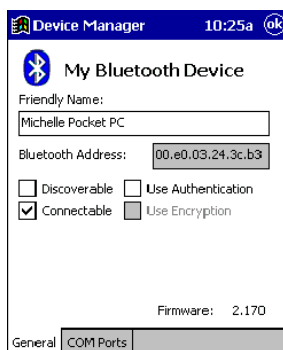 Device Manager 10:25a ok
My Bluetooth Device
Friendly Name:
Michelle Pocket PC
Bluetooth Address: 00.e0.03.24.3c.b3
Discoverable Use Authentication
Connectable Use Encryption
Firmware: 2.170
General COM Ports